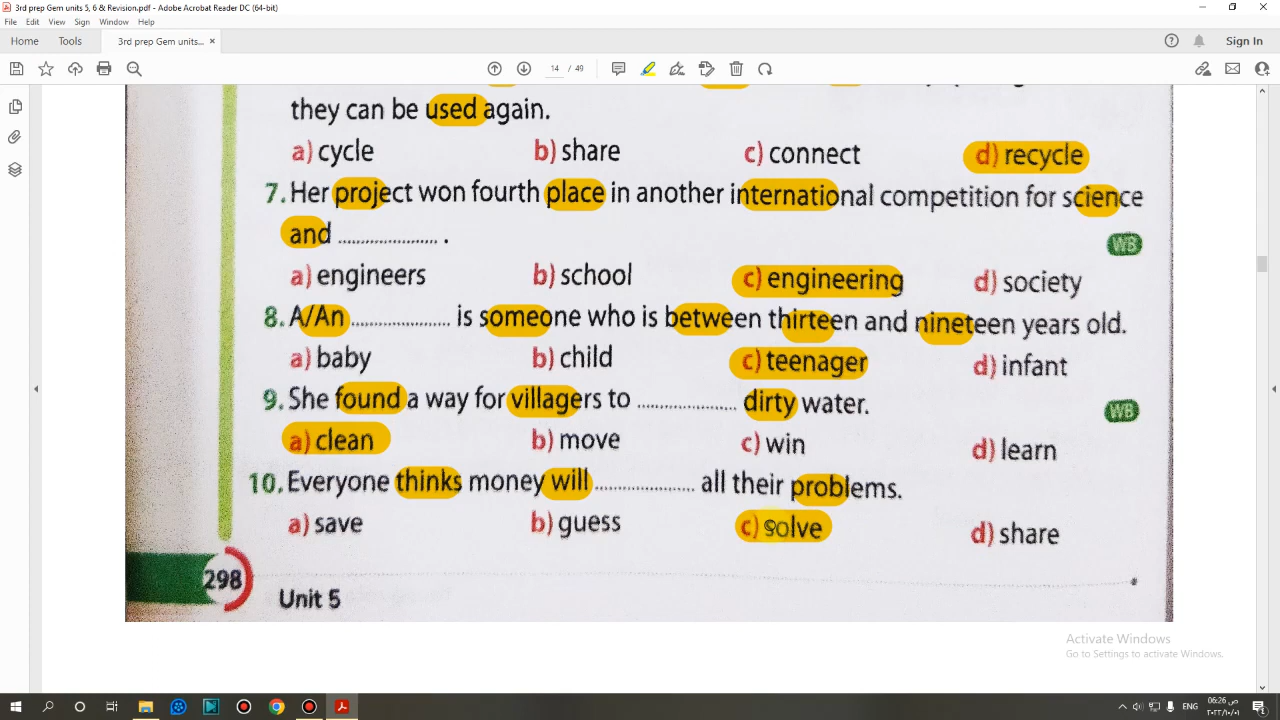 3rd prep Gem units 5, 6 & Revision.pdf - Adobe Acrobat Reader DC (64-bit)
File Edit View Sign Window Help
Home Tools 3rd prep Gem units... × Sign In
14 / 49
they can be used again.
a) cycle b) share c) connect d) recycle
7. Her project won fourth place in another international competition for science
and .................... .
WB
a) engineers b) school c) engineering d) society
8. A/An .................... is someone who is between thirteen and nineteen years old.
a) baby b) child c) teenager d) infant
9. She found a way for villagers to .................... dirty water.
WB
a) clean b) move c) win d) learn
10. Everyone thinks money will .................... all their problems.
a) save b) guess c) solve d) share
298
Unit 5
Activate Windows
Go to Settings to activate Windows.
ENG
06:26 ص